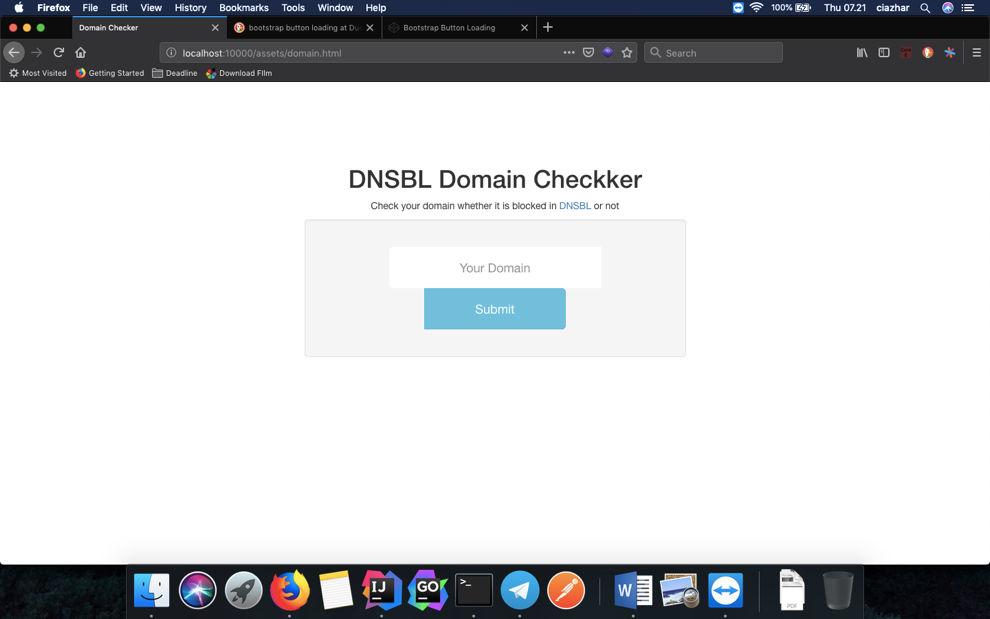 Firefox File Edit View History Bookmarks Tools Window Help 100% Thu 07.21 ciazhar
Domain Checker bootstrap button loading at Du Bootstrap Button Loading
localhost:10000/assets/domain.html Search
Most Visited Getting Started Deadline Download FIlm
DNSBL Domain Checkker
Check your domain whether it is blocked in DNSBL or not
Your Domain
Submit
IJ GO >_ W PDF